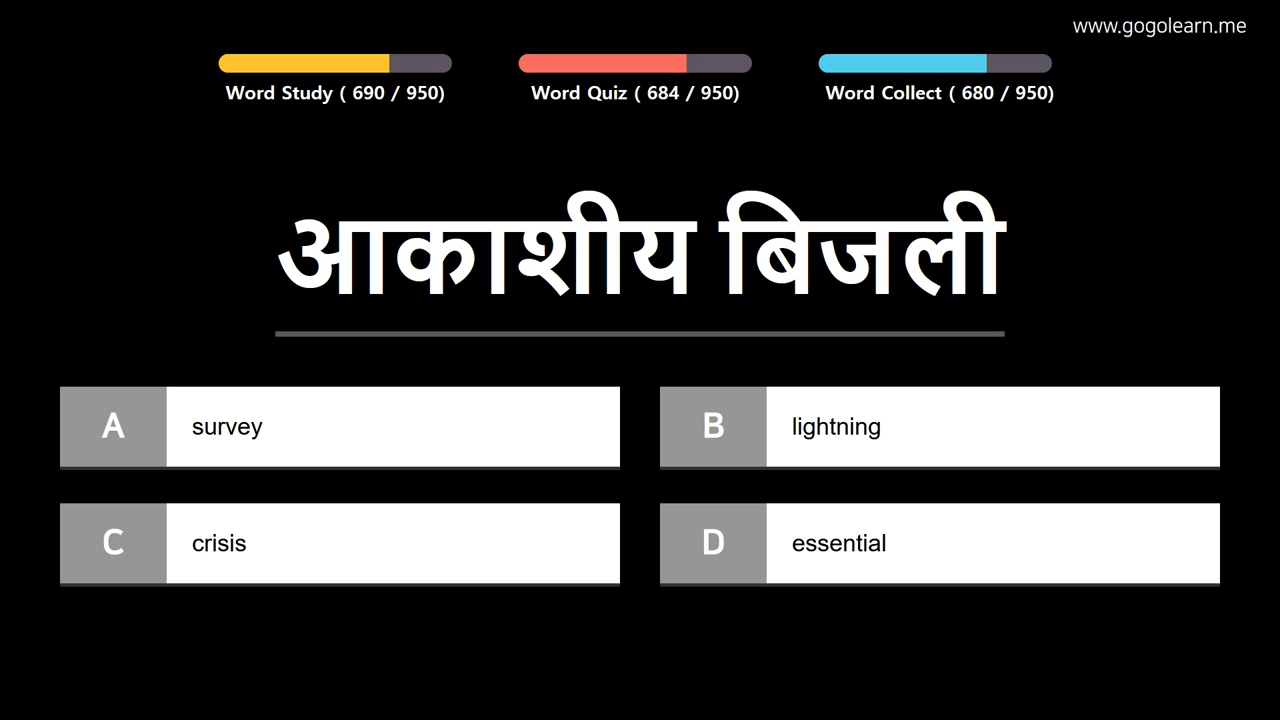 www.gogolearn.me
Word Study ( 690 / 950)
Word Quiz ( 684 / 950)
Word Collect ( 680 / 950)
आकाशीय बिजली
A survey
B lightning
C crisis
D essential